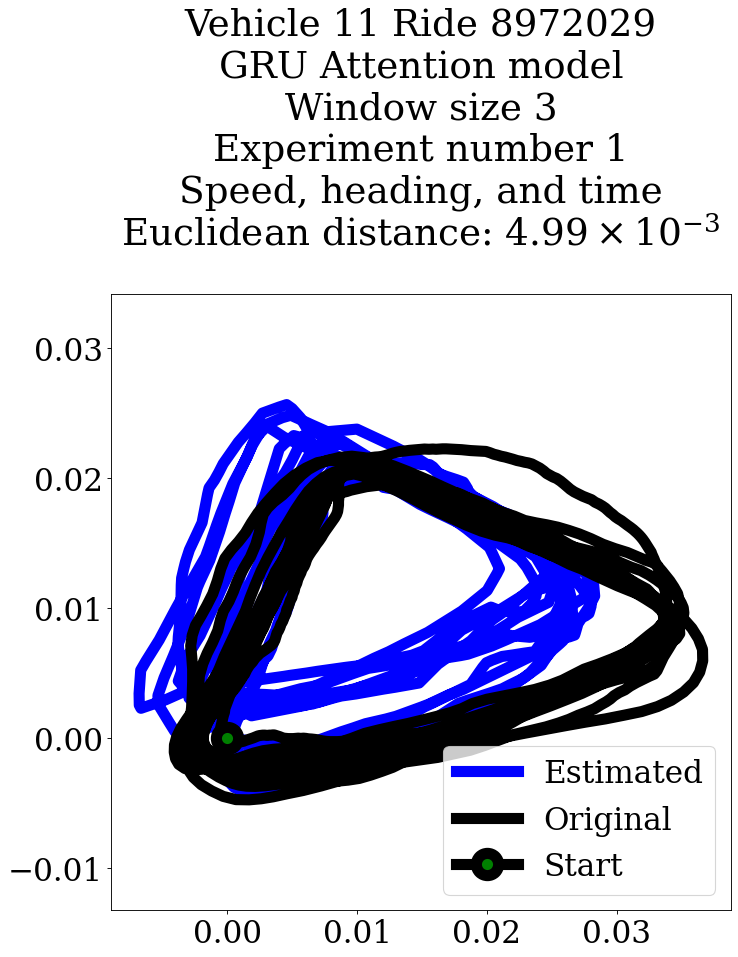 Vehicle 11 Ride 8972029
GRU Attention model
Window size 3
Experiment number 1
Speed, heading, and time
Euclidean distance: 4.99 × 10⁻³
0.03
0.02
0.01
0.00
−0.01
Estimated
Original
Start
0.00 0.01 0.02 0.03